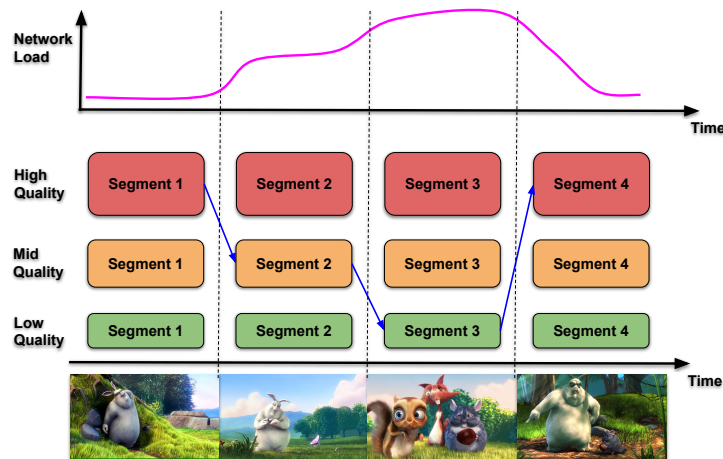 Network
Load
Time
High
Quality
Segment 1
Segment 2
Segment 3
Segment 4
Mid
Quality
Segment 1
Segment 2
Segment 3
Segment 4
Low
Quality
Segment 1
Segment 2
Segment 3
Segment 4
Time